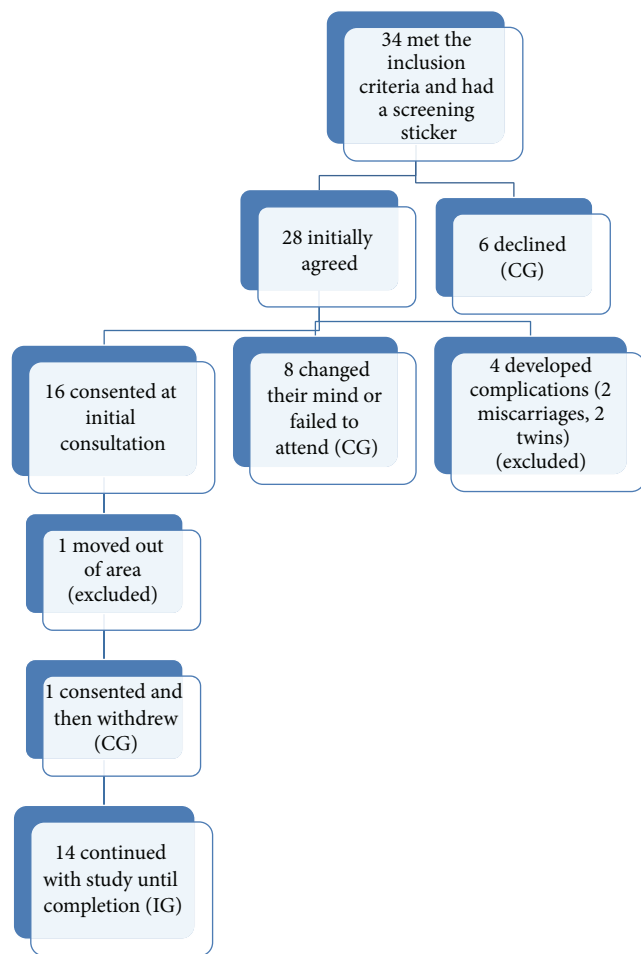 34 met the
inclusion
criteria and had
a screening
sticker
28 initially
agreed
6 declined
(CG)
16 consented at
initial
consultation
8 changed
their mind or
failed to
attend (CG)
4 developed
complications (2
miscarriages, 2
twins)
(excluded)
1 moved out
of area
(excluded)
1 consented and
then withdrew
(CG)
14 continued
with study until
completion (IG)